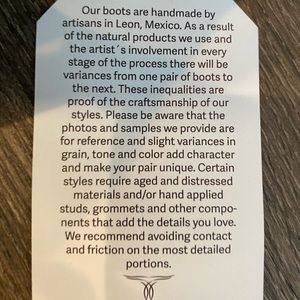 Our boots are handmade by
artisans in Leon, Mexico. As a result
of the natural products we use and
the artist´s involvement in every
stage of the process there will be
variances from one pair of boots to
the next. These inequalities are
proof of the craftsmanship of our
styles. Please be aware that the
photos and samples we provide are
for reference and slight variances in
grain, tone and color add character
and make your pair unique. Certain
styles require aged and distressed
materials and/or hand applied
studs, grommets and other compo-
nents that add the details you love.
We recommend avoiding contact
and friction on the most detailed
portions.